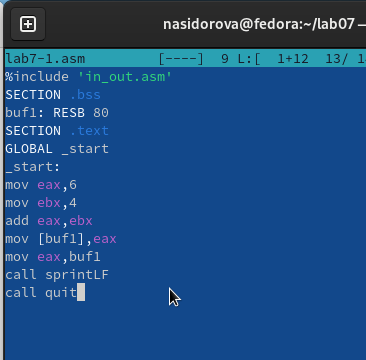 nasidorova@fedora:~/lab07 —
lab7-1.asm [----] 9 L:[ 1+12 13/ 1
%include 'in_out.asm'
SECTION .bss
buf1: RESB 80
SECTION .text
GLOBAL _start
_start:
mov eax,6
mov ebx,4
add eax,ebx
mov [buf1],eax
mov eax,buf1
call sprintLF
call quit